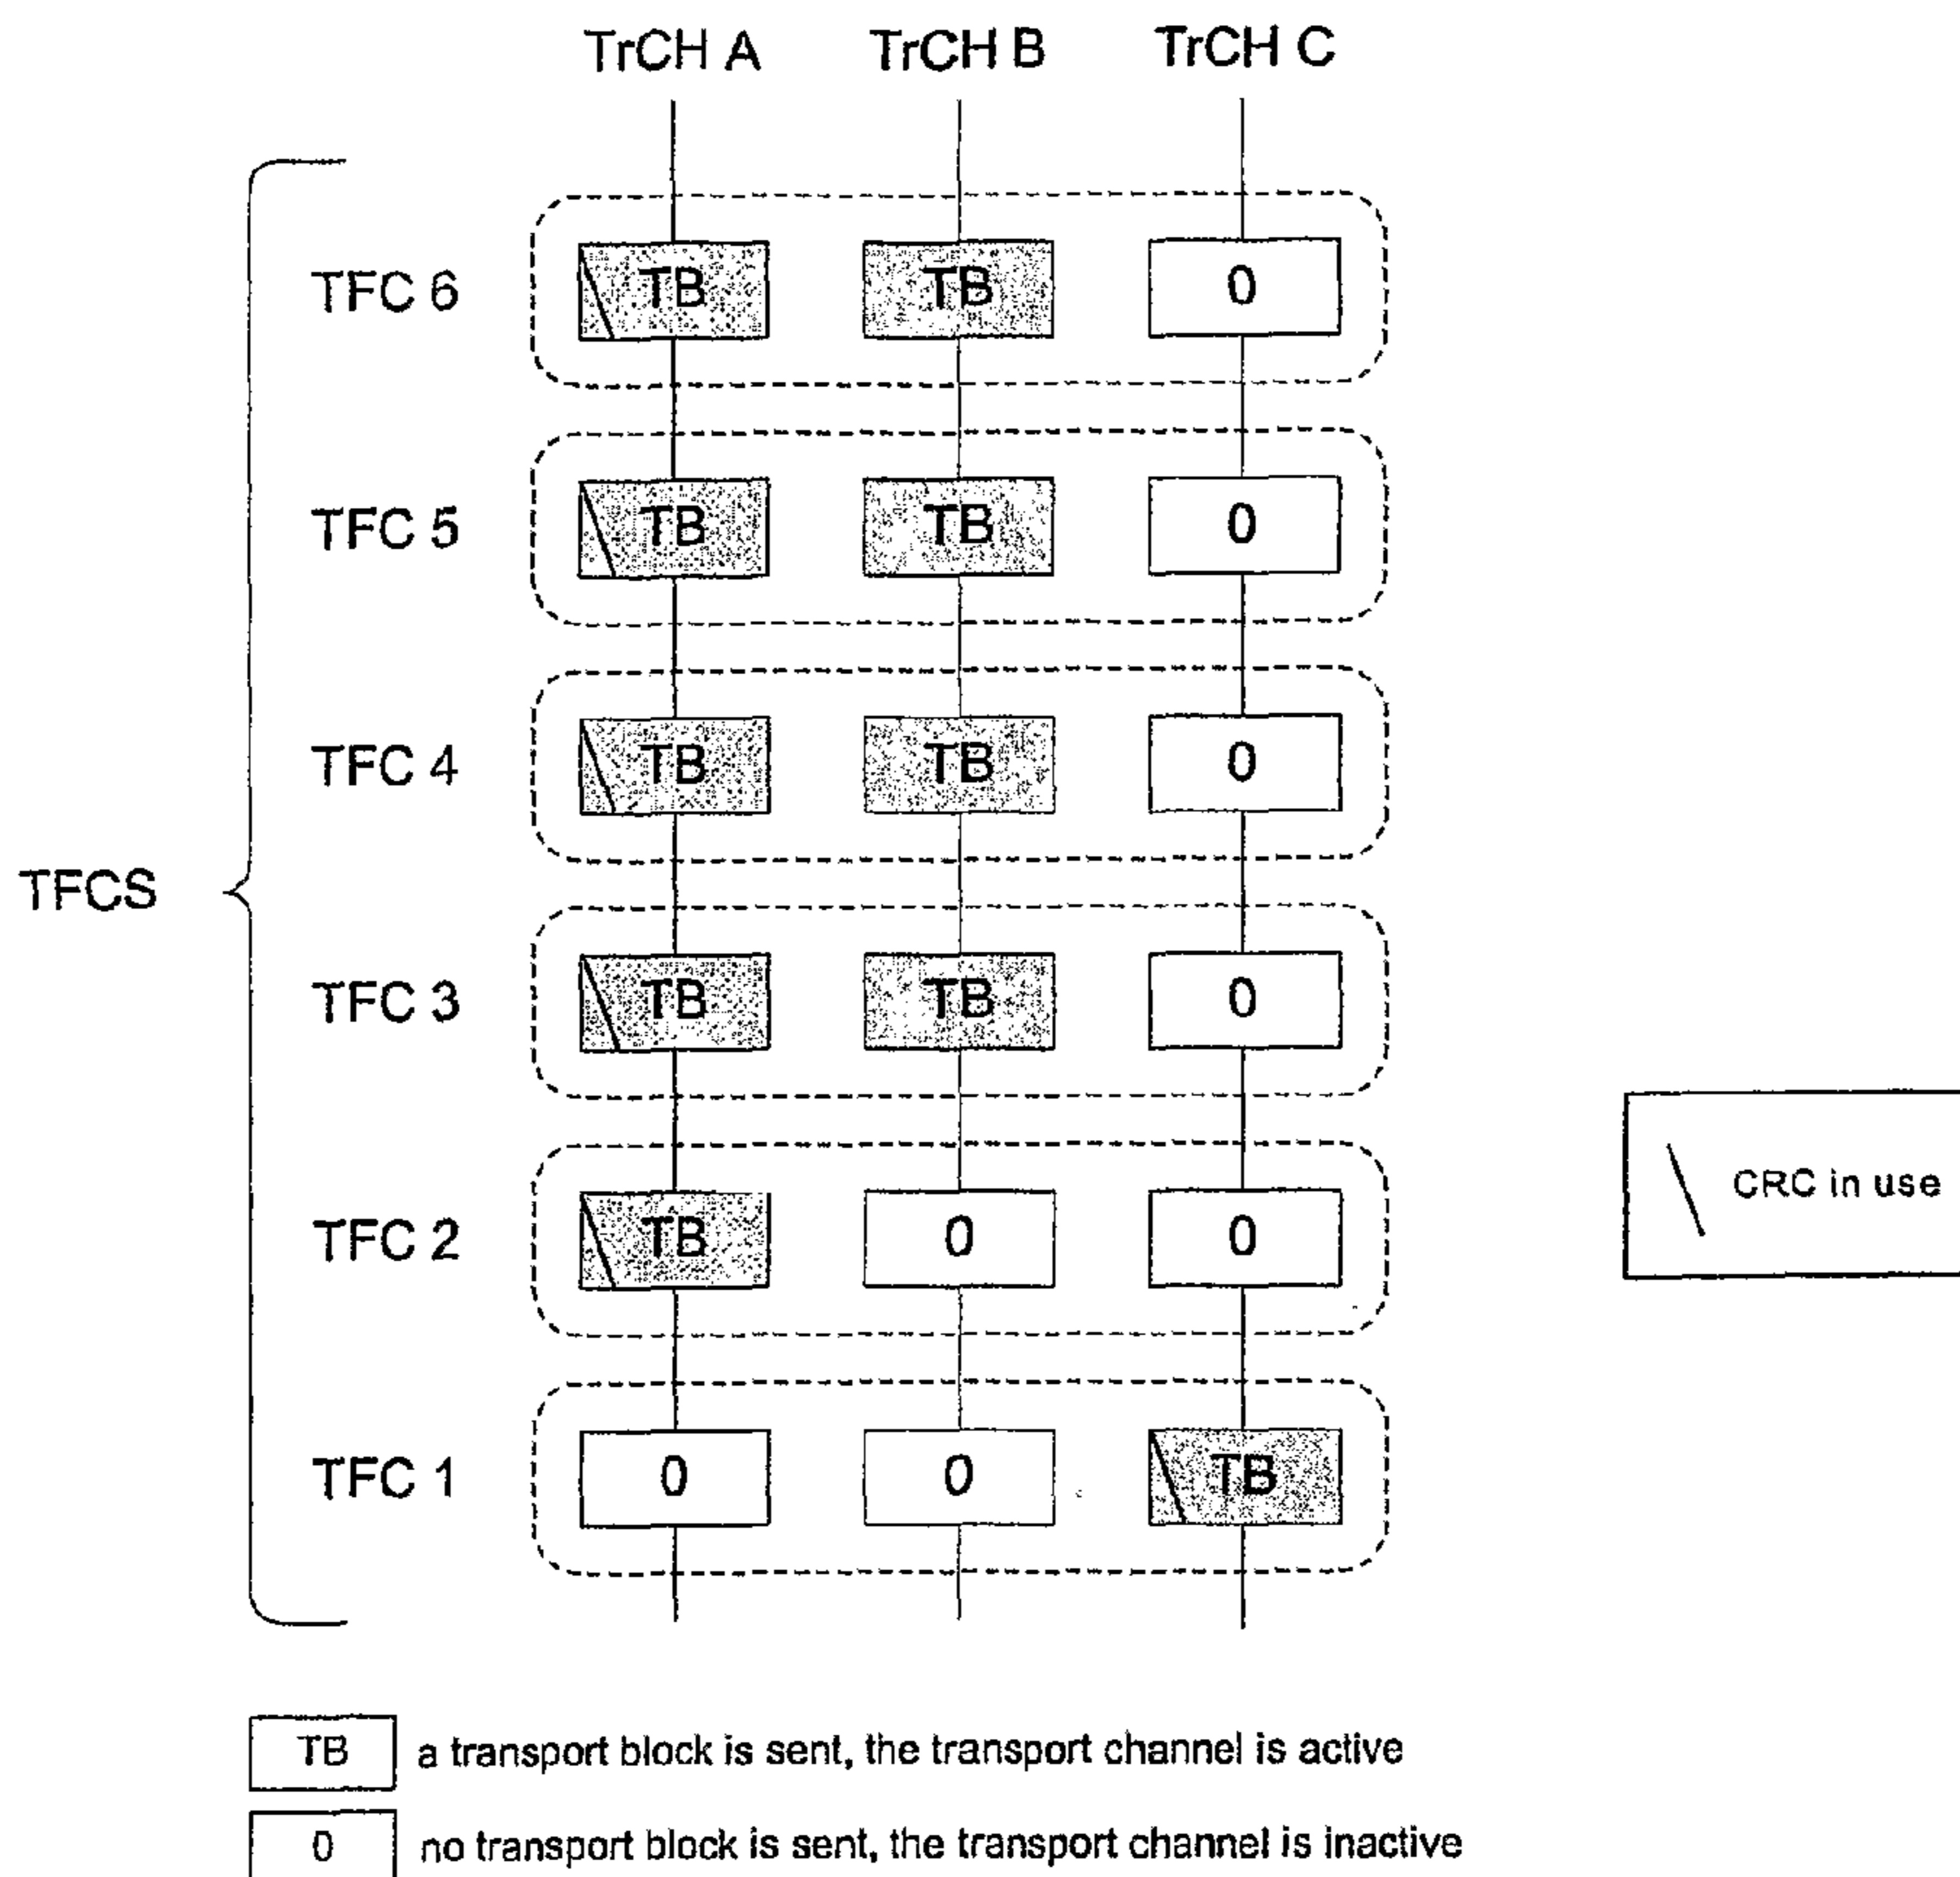 TrCH A TrCH B TrCH C
TFC 6 TB TB 0
TFC 5 TB TB 0
TFC 4 TB TB 0
TFCS
TFC 3 TB TB 0
CRC in use
TFC 2 TB 0 0
TFC 1 0 0 TB
TB a transport block is sent, the transport channel is active
0 no transport block is sent, the transport channel is inactive